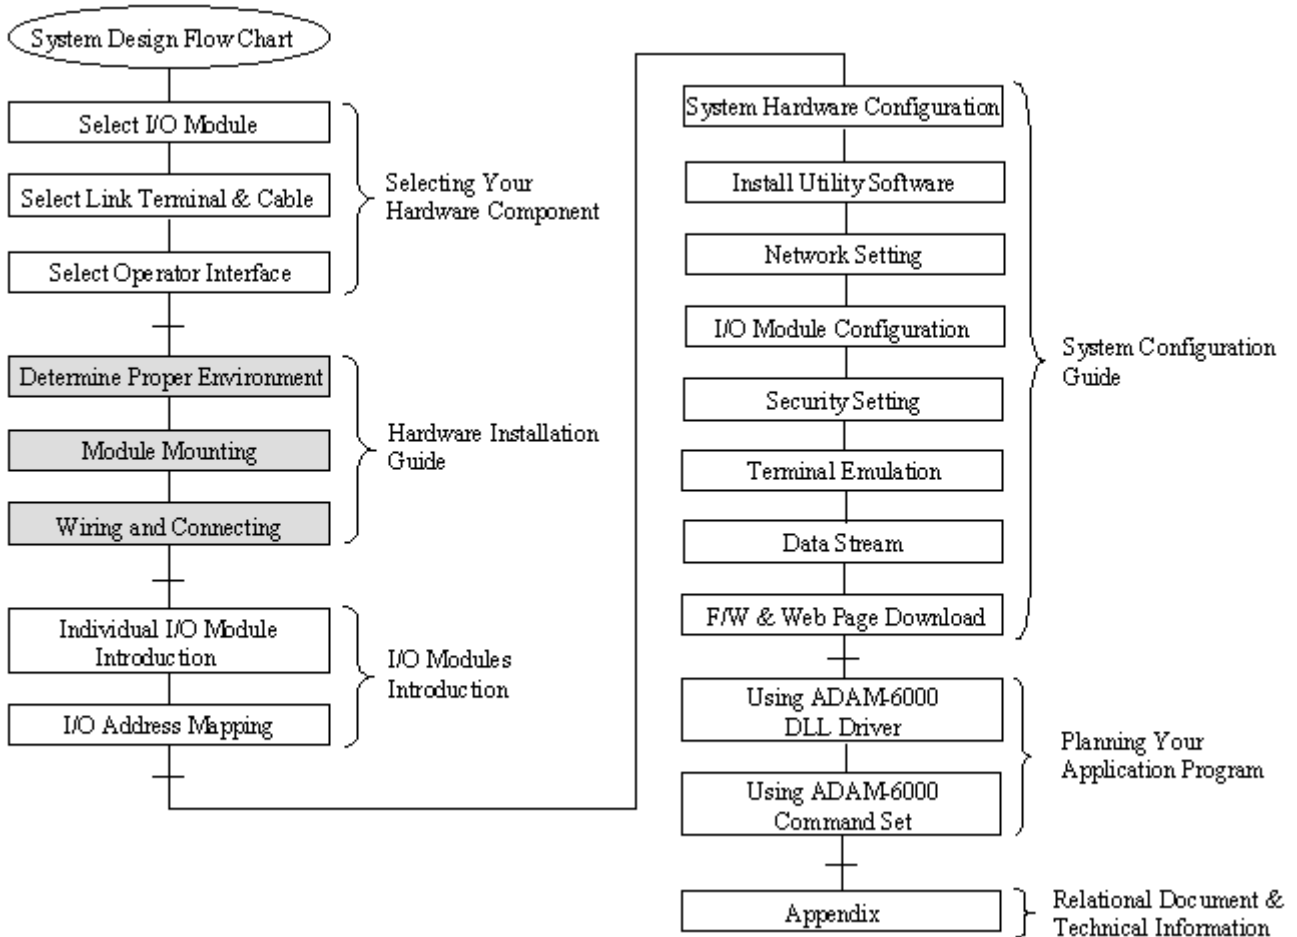 System Design Flow Chart
Select I/O Module
Select Link Terminal & Cable
Select Operator Interface
Selecting Your
Hardware Component
Determine Proper Environment
Module Mounting
Wiring and Connecting
Hardware Installation
Guide
Individual I/O Module
Introduction
I/O Address Mapping
I/O Modules
Introduction
System Hardware Configuration
Install Utility Software
Network Setting
I/O Module Configuration
Security Setting
Terminal Emulation
Data Stream
F/W & Web Page Download
System Configuration
Guide
Using ADAM-6000
DLL Driver
Using ADAM-6000
Command Set
Planning Your
Application Program
Appendix
Relational Document &
Technical Information